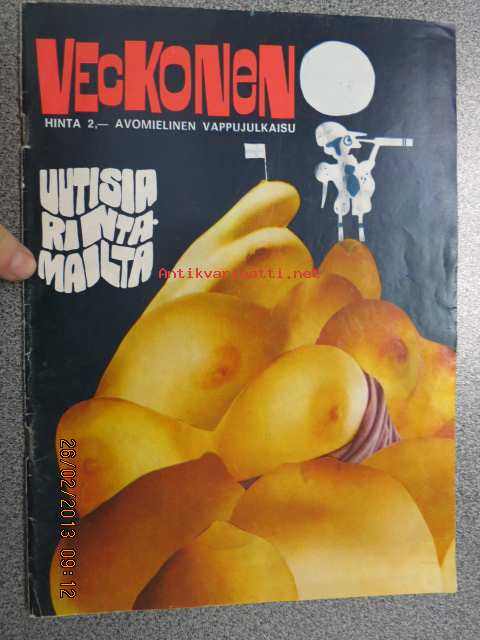 VECKONEN
HINTA 2,— AVOMIELINEN VAPPUJULKAISU
UUTISIA
RINTA-
MAILTA
Antikvariaatti.net
26/02/2013 09:12